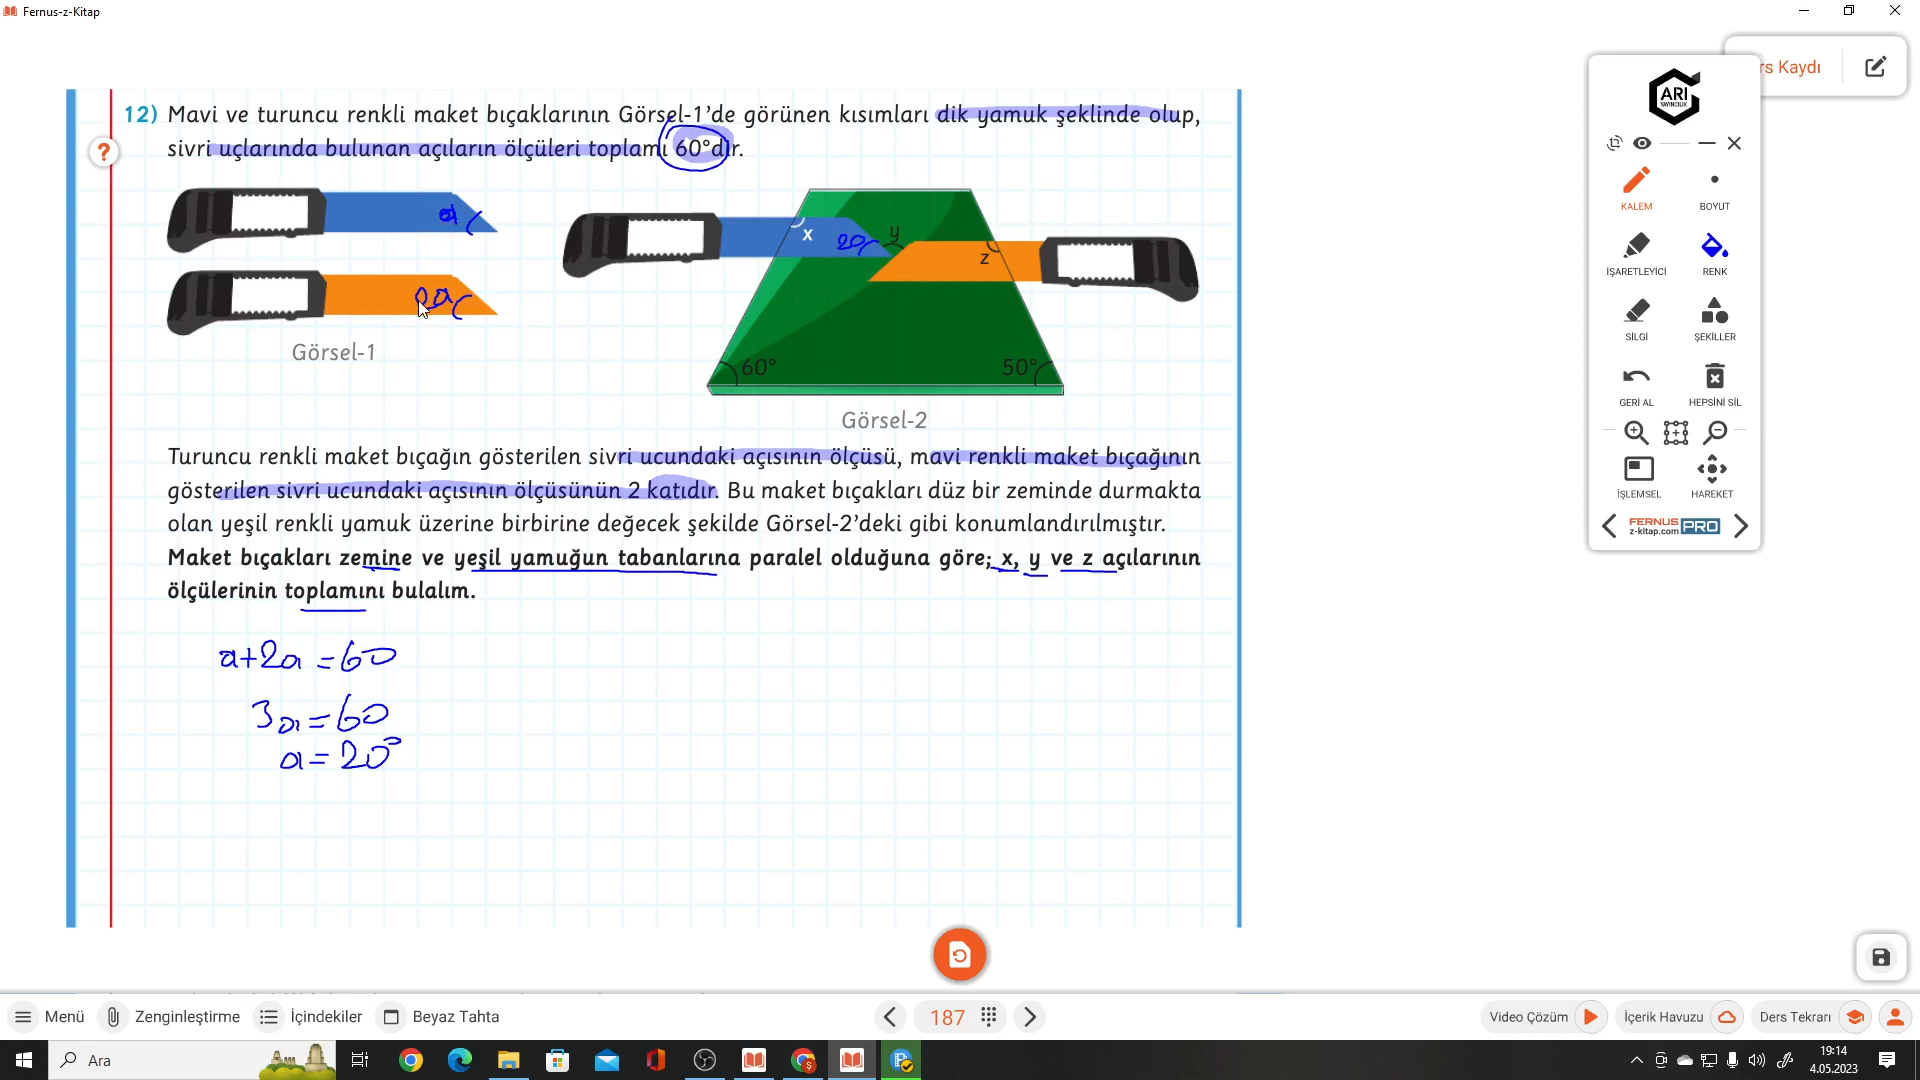 Fernus-z-Kitap
12) Mavi ve turuncu renkli maket bıçaklarının Görsel-1'de görünen kısımları dik yamuk şeklinde olup,
sivri uçlarında bulunan açıların ölçüleri toplamı 60°dır.
a
2a
Görsel-1
x
20
y
z
60°
50°
Görsel-2
Turuncu renkli maket bıçağın gösterilen sivri ucundaki açısının ölçüsü, mavi renkli maket bıçağının
gösterilen sivri ucundaki açısının ölçüsünün 2 katıdır. Bu maket bıçakları düz bir zeminde durmakta
olan yeşil renkli yamuk üzerine birbirine değecek şekilde Görsel-2'deki gibi konumlandırılmıştır.
Maket bıçakları zemine ve yeşil yamuğun tabanlarına paralel olduğuna göre; x, y ve z açılarının
ölçülerinin toplamını bulalım.
a+2a = 60
3a = 60
a = 20°
?
rs Kaydı
ARI
YAYINCILIK
KALEM
BOYUT
İŞARETLEYİCİ
RENK
SİLGİ
ŞEKİLLER
GERİ AL
HEPSİNİ SİL
İŞLEMSEL
HAREKET
FERNUS PRO
z-kitap.com
Menü
Zenginleştirme
İçindekiler
Beyaz Tahta
187
Video Çözüm
İçerik Havuzu
Ders Tekrarı
Ara
19:14
4.05.2023